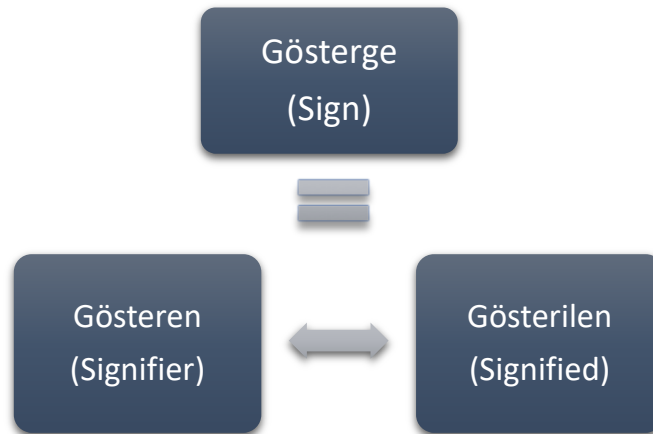 Gösterge
(Sign)
Gösteren
(Signifier)
Gösterilen
(Signified)